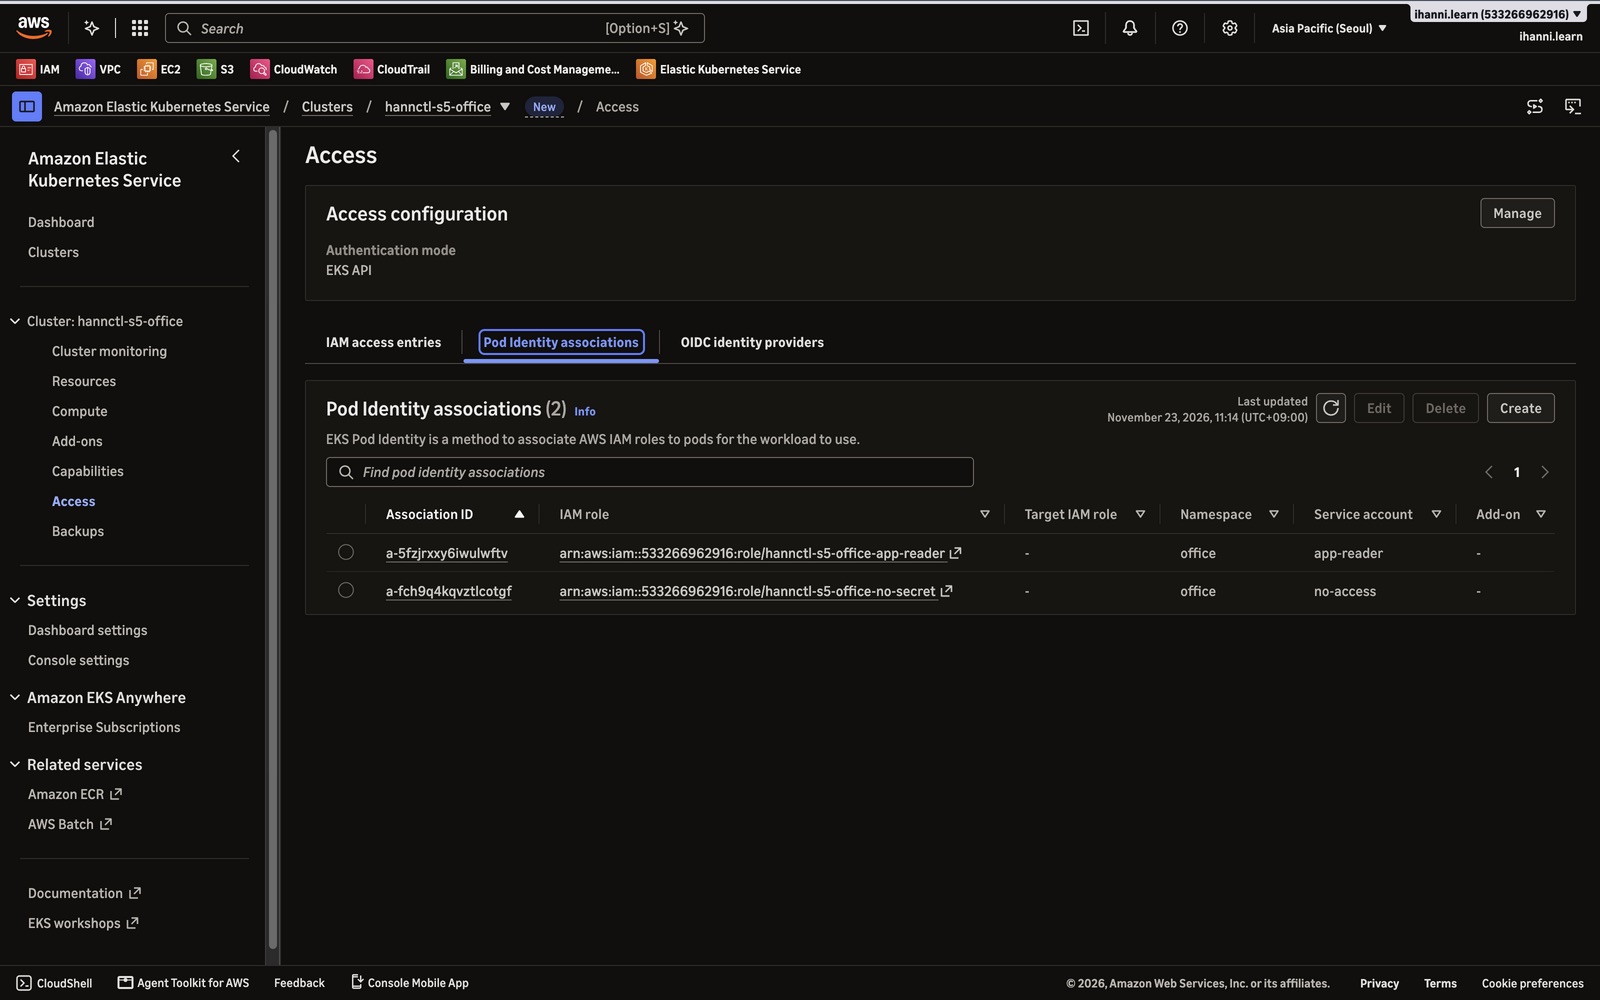 aws
Search
[Option+S]
Asia Pacific (Seoul)
ihanni.learn (533266962916)
ihanni.learn
IAM
VPC
EC2
S3
CloudWatch
CloudTrail
Billing and Cost Manageme...
Elastic Kubernetes Service
Amazon Elastic Kubernetes Service / Clusters / hannctl-s5-office New / Access
Amazon Elastic
Kubernetes Service
Dashboard
Clusters
Cluster: hannctl-s5-office
Cluster monitoring
Resources
Compute
Add-ons
Capabilities
Access
Backups
Settings
Dashboard settings
Console settings
Amazon EKS Anywhere
Enterprise Subscriptions
Related services
Amazon ECR
AWS Batch
Documentation
EKS workshops
Access
Access configuration
Manage
Authentication mode
EKS API
IAM access entries
Pod Identity associations
OIDC identity providers
Pod Identity associations (2) Info
Last updated
November 23, 2026, 11:14 (UTC+09:00)
Edit
Delete
Create
EKS Pod Identity is a method to associate AWS IAM roles to pods for the workload to use.
Find pod identity associations
1
Association ID IAM role Target IAM role Namespace Service account Add-on
a-5fzjrxxy6iwulwftv arn:aws:iam::533266962916:role/hannctl-s5-office-app-reader - office app-reader -
a-fch9q4kqvztlcotgf arn:aws:iam::533266962916:role/hannctl-s5-office-no-secret - office no-access -
CloudShell
Agent Toolkit for AWS
Feedback
Console Mobile App
© 2026, Amazon Web Services, Inc. or its affiliates.
Privacy
Terms
Cookie preferences